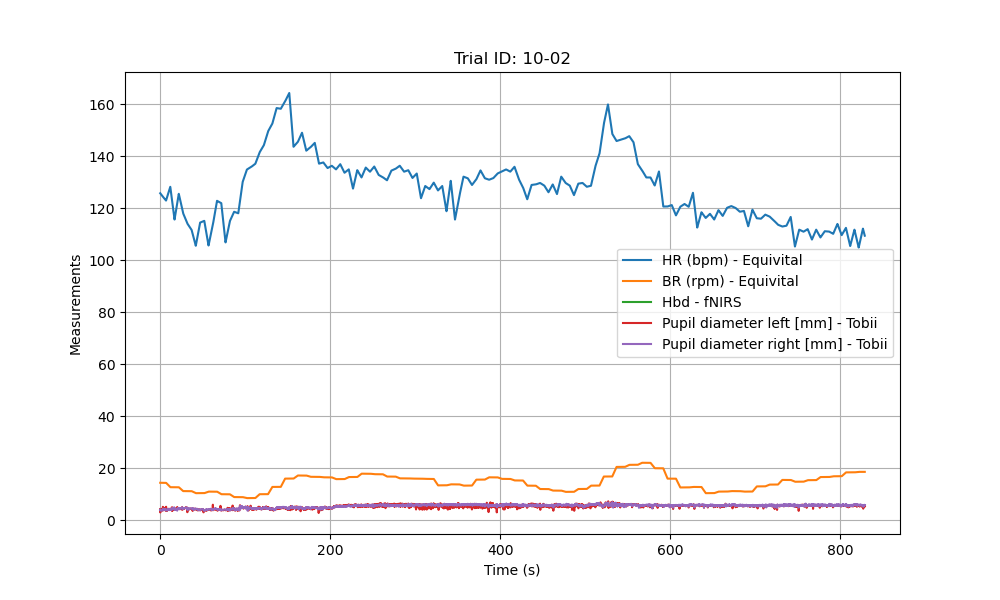 Trial ID: 10-02
160
140
120
100
80
60
40
20
0
Measurements
HR (bpm) - Equivital
BR (rpm) - Equivital
Hbd - fNIRS
Pupil diameter left [mm] - Tobii
Pupil diameter right [mm] - Tobii
0 200 400 600 800
Time (s)